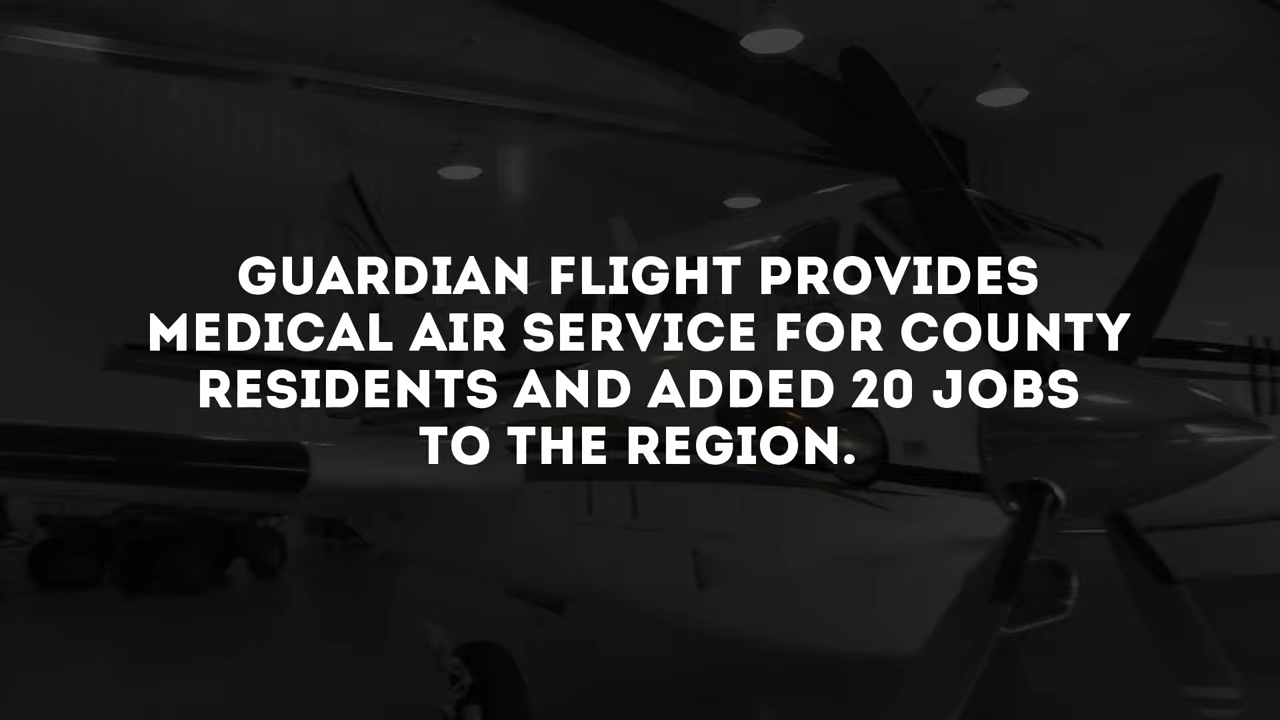 GUARDIAN FLIGHT PROVIDES
MEDICAL AIR SERVICE FOR COUNTY
RESIDENTS AND ADDED 20 JOBS
TO THE REGION.